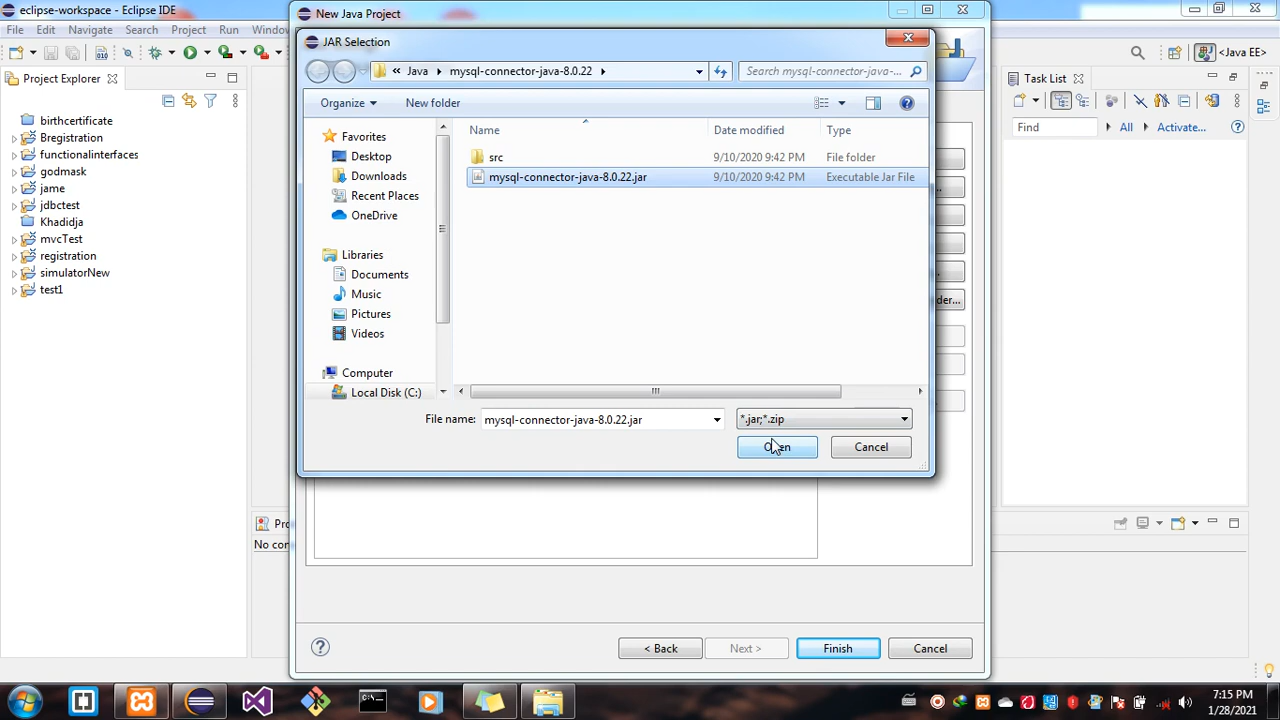 eclipse-workspace - Eclipse IDE
File Edit Navigate Search Project Run
<Java EE>
Project Explorer
birthcertificate
Bregistration
functionalinterfaces
godmask
jame
jdbctest
Khadidja
mvcTest
registration
simulatorNew
test1
New Java Project
JAR Selection
Java mysql-connector-java-8.0.22
Search mysql-connector-java-...
Organize New folder
Name Date modified Type
Favorites
Desktop
Downloads
Recent Places
OneDrive
Libraries
Documents
Music
Pictures
Videos
Computer
Local Disk (C:)
src 9/10/2020 9:42 PM File folder
mysql-connector-java-8.0.22.jar 9/10/2020 9:42 PM Executable Jar File
File name: mysql-connector-java-8.0.22.jar *.jar;*.zip
Open Cancel
< Back Next > Finish Cancel
Task List
Find All Activate...
7:15 PM
1/28/2021